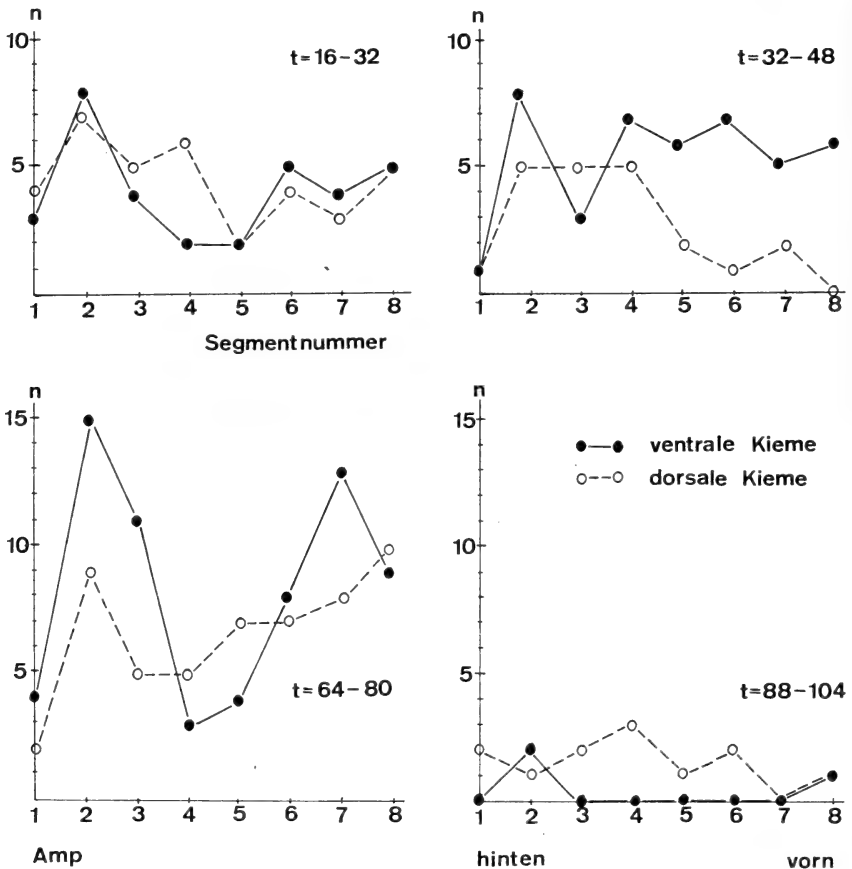 n
10
5
t=16-32
1 2 3 4 5 6 7 8
Segmentnummer
n
10
5
t=32-48
1 2 3 4 5 6 7 8
n
15
10
5
t=64-80
1 2 3 4 5 6 7 8
Amp
n
15
10
5
ventrale Kieme
dorsale Kieme
t=88-104
1 2 3 4 5 6 7 8
hinten vorn